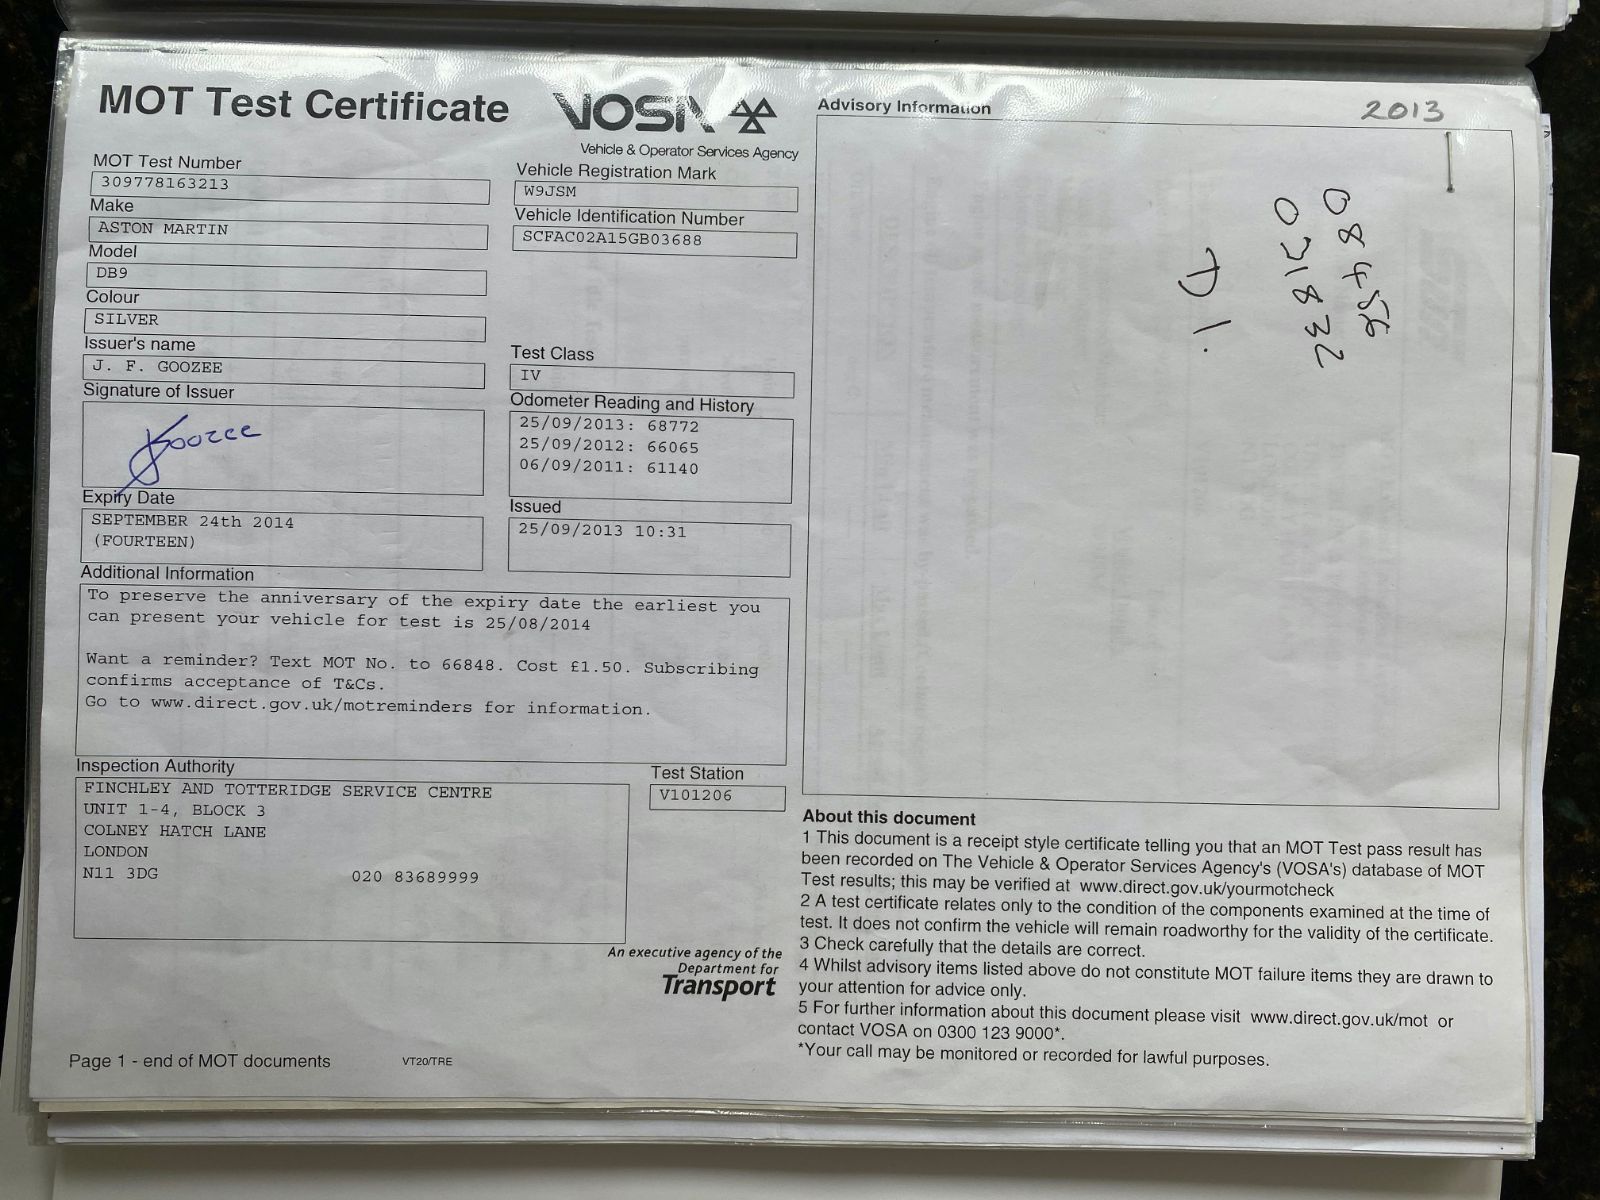 MOT Test Certificate
VOSA
Vehicle & Operator Services Agency
MOT Test Number
309778163213
Vehicle Registration Mark
W9JSM
Make
ASTON MARTIN
Vehicle Identification Number
SCFAC02A15GB03688
Model
DB9
Colour
SILVER
Issuer's name
J. F. GOOZEE
Test Class
IV
Signature of Issuer
JGoozee
Odometer Reading and History
25/09/2013: 68772
25/09/2012: 66065
06/09/2011: 61140
Expiry Date
SEPTEMBER 24th 2014
(FOURTEEN)
Issued
25/09/2013 10:31
Additional Information
To preserve the anniversary of the expiry date the earliest you
can present your vehicle for test is 25/08/2014
Want a reminder? Text MOT No. to 66848. Cost £1.50. Subscribing
confirms acceptance of T&Cs.
Go to www.direct.gov.uk/motreminders for information.
Inspection Authority
FINCHLEY AND TOTTERIDGE SERVICE CENTRE
UNIT 1-4, BLOCK 3
COLNEY HATCH LANE
LONDON
N11 3DG 020 83689999
Test Station
V101206
An executive agency of the
Department for
Transport
Page 1 - end of MOT documents
VT20/TRE
Advisory Information
2013
About this document
1 This document is a receipt style certificate telling you that an MOT Test pass result has
been recorded on The Vehicle & Operator Services Agency's (VOSA's) database of MOT
Test results; this may be verified at www.direct.gov.uk/yourmotcheck
2 A test certificate relates only to the condition of the components examined at the time of
test. It does not confirm the vehicle will remain roadworthy for the validity of the certificate.
3 Check carefully that the details are correct.
4 Whilst advisory items listed above do not constitute MOT failure items they are drawn to
your attention for advice only.
5 For further information about this document please visit www.direct.gov.uk/mot or
contact VOSA on 0300 123 9000*.
*Your call may be monitored or recorded for lawful purposes.